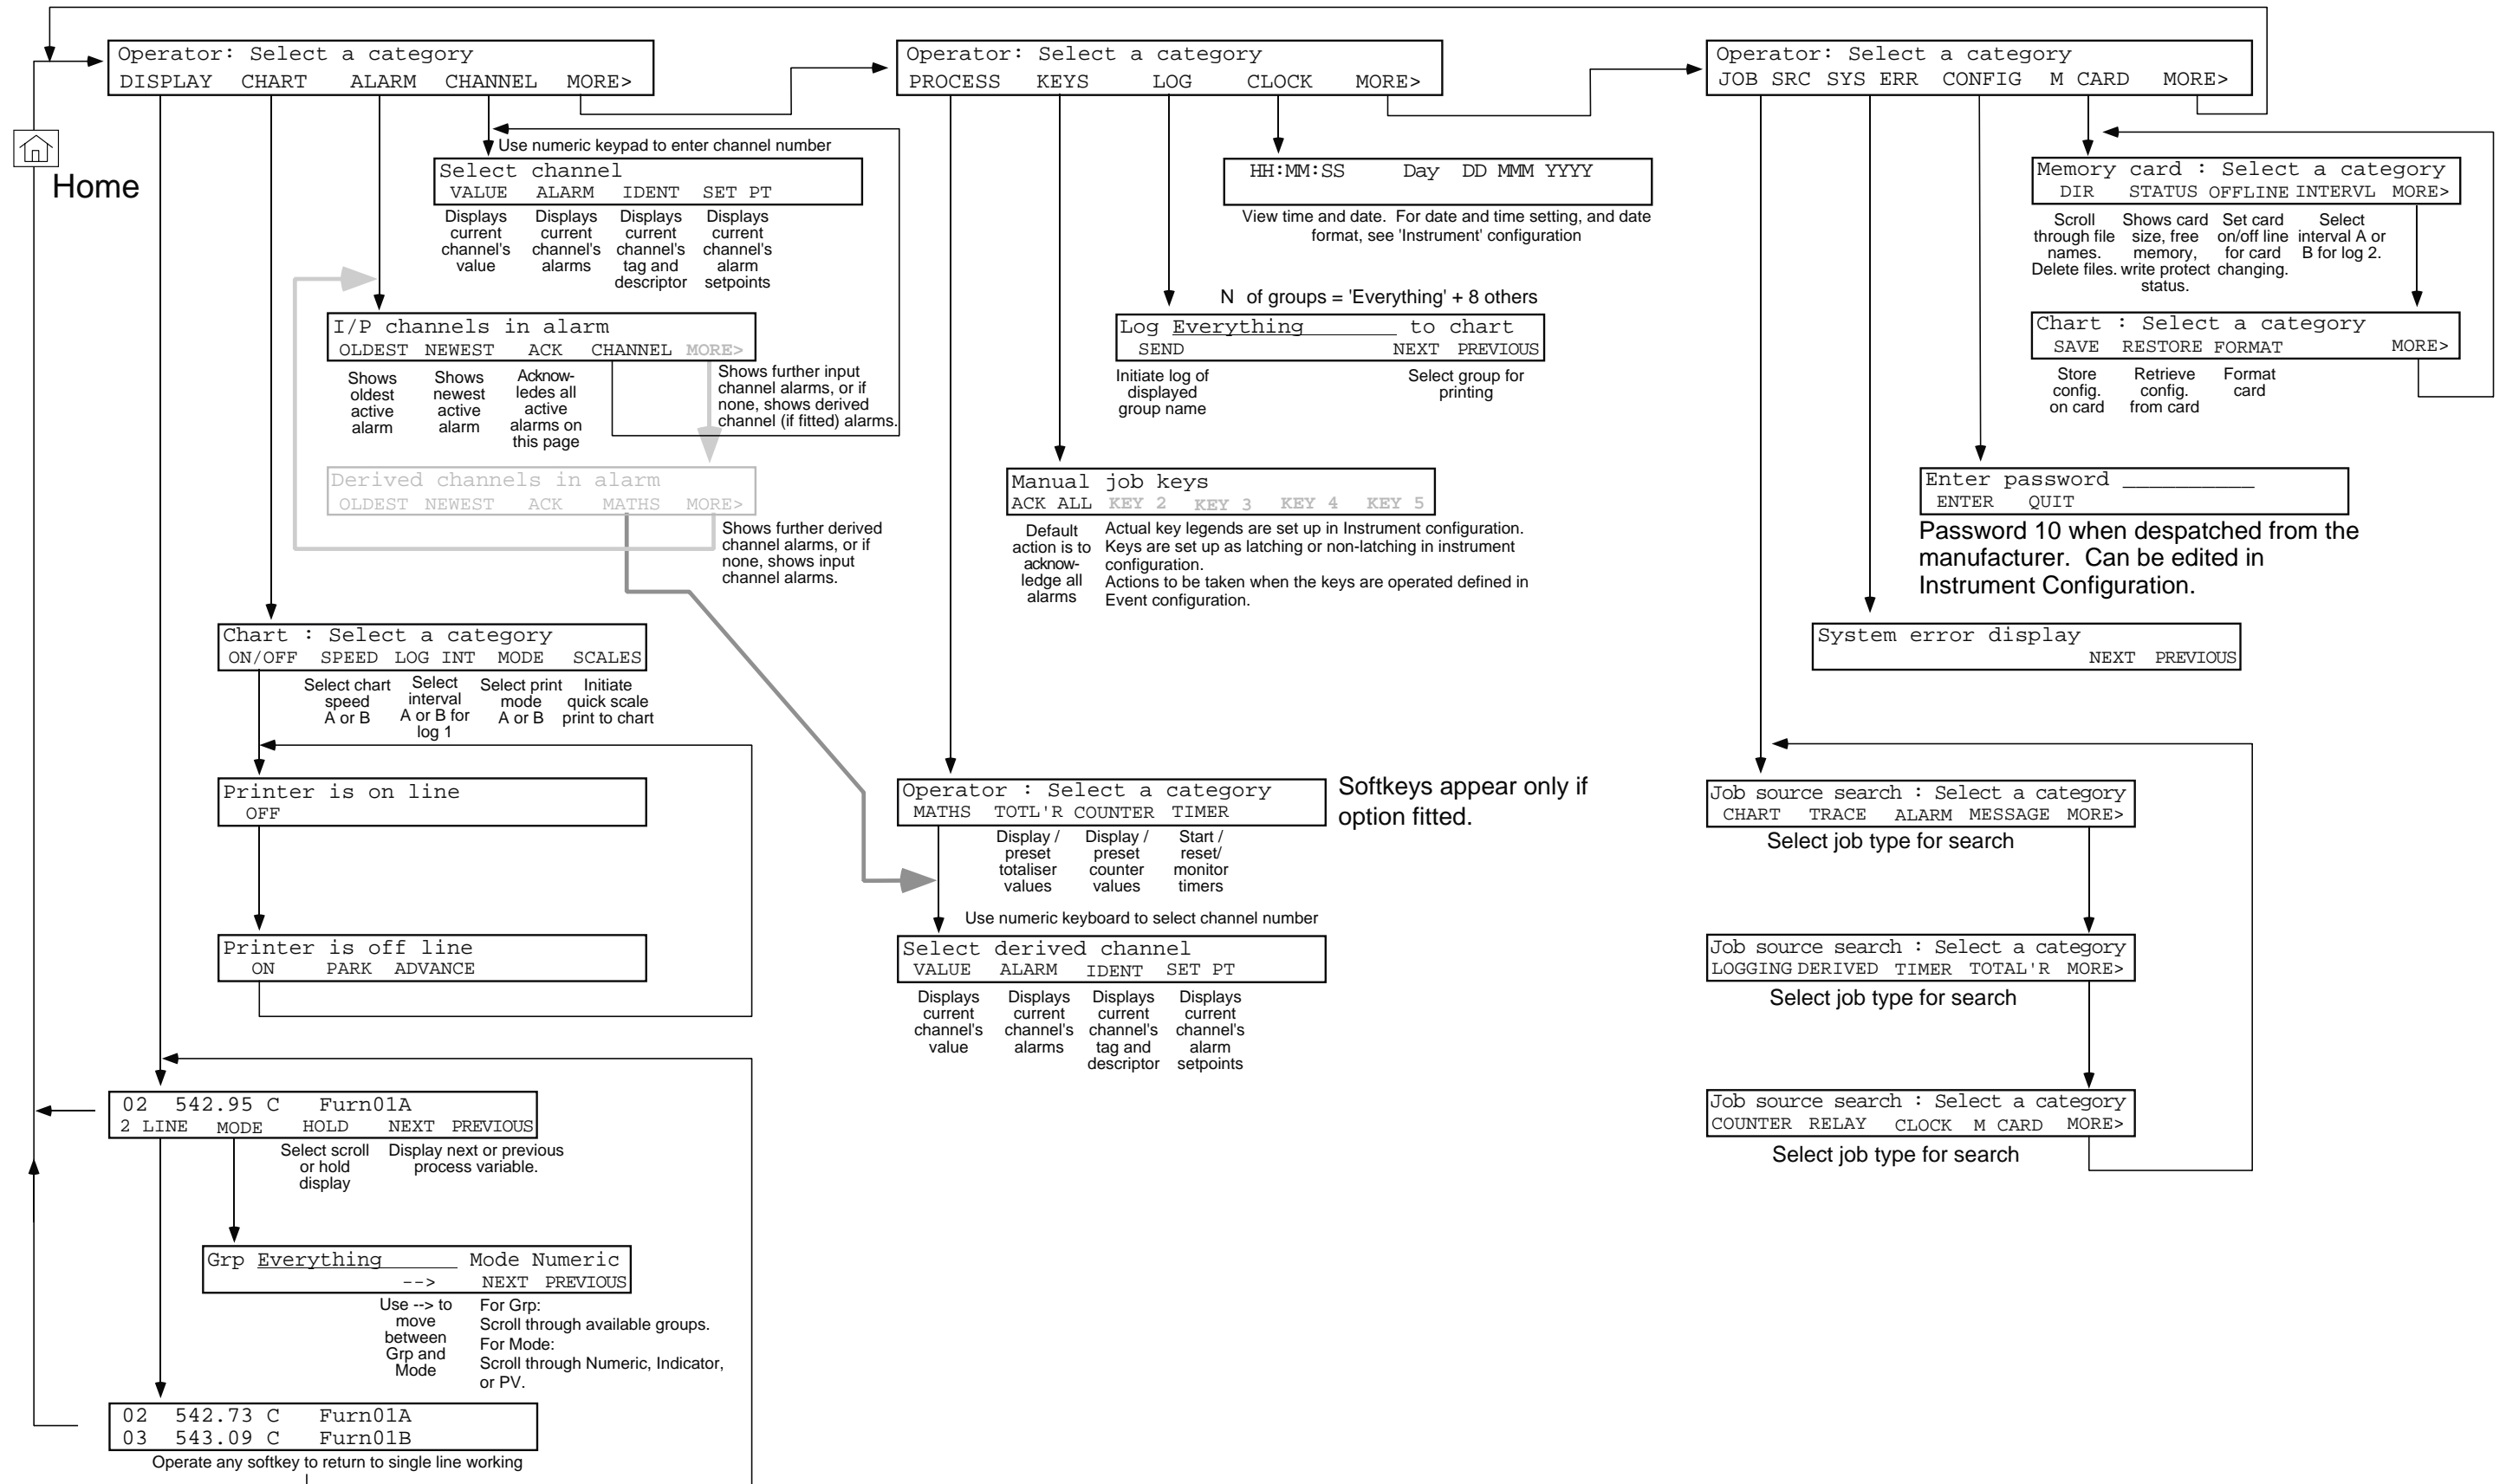 Operator: Select a category
DISPLAY CHART ALARM CHANNEL MORE>
Home
Use numeric keypad to enter channel number
Select channel
VALUE ALARM IDENT SET PT
Displays
current
channel's
value
Displays
current
channel's
alarms
Displays
current
channel's
tag and
descriptor
Displays
current
channel's
alarm
setpoints
I/P channels in alarm
OLDEST NEWEST ACK CHANNEL MORE>
Shows
oldest
active
alarm
Shows
newest
active
alarm
Acknow-
ledes all
active
alarms on
this page
Shows further input
channel alarms, or if
none, shows derived
channel (if fitted) alarms.
Derived channels in alarm
OLDEST NEWEST ACK MATHS MORE>
Shows further derived
channel alarms, or if
none, shows input
channel alarms.
Chart : Select a category
ON/OFF SPEED LOG INT MODE SCALES
Select chart
speed
A or B
Select
interval
A or B for
log 1
Select print
mode
A or B
Initiate
quick scale
print to chart
Printer is on line
OFF
Printer is off line
ON PARK ADVANCE
02 542.95 C Furn01A
2 LINE MODE HOLD NEXT PREVIOUS
Select scroll
or hold
display
Display next or previous
process variable.
Grp Everything Mode Numeric
--> NEXT PREVIOUS
Use --> to
move
between
Grp and
Mode
For Grp:
Scroll through available groups.
For Mode:
Scroll through Numeric, Indicator,
or PV.
02 542.73 C Furn01A
03 543.09 C Furn01B
Operate any softkey to return to single line working
Operator: Select a category
PROCESS KEYS LOG CLOCK MORE>
HH:MM:SS Day DD MMM YYYY
View time and date. For date and time setting, and date
format, see 'Instrument' configuration
N of groups = 'Everything' + 8 others
Log Everything to chart
SEND NEXT PREVIOUS
Initiate log of
displayed
group name
Select group for
printing
Manual job keys
ACK ALL KEY 2 KEY 3 KEY 4 KEY 5
Default
action is to
acknow-
ledge all
alarms
Actual key legends are set up in Instrument configuration.
Keys are set up as latching or non-latching in instrument
configuration.
Actions to be taken when the keys are operated defined in
Event configuration.
Operator : Select a category
MATHS TOTL'R COUNTER TIMER
Softkeys appear only if
option fitted.
Display /
preset
totaliser
values
Display /
preset
counter
values
Start /
reset/
monitor
timers
Use numeric keyboard to select channel number
Select derived channel
VALUE ALARM IDENT SET PT
Displays
current
channel's
value
Displays
current
channel's
alarms
Displays
current
channel's
tag and
descriptor
Displays
current
channel's
alarm
setpoints
Operator: Select a category
JOB SRC SYS ERR CONFIG M CARD MORE>
Memory card : Select a category
DIR STATUS OFFLINE INTERVL MORE>
Scroll
through file
names.
Delete files.
Shows card
size, free
memory,
write protect
status.
Set card
on/off line
for card
changing.
Select
interval A or
B for log 2.
Chart : Select a category
SAVE RESTORE FORMAT MORE>
Store
config.
on card
Retrieve
config.
from card
Format
card
Enter password __________
ENTER QUIT
Password 10 when despatched from the
manufacturer. Can be edited in
Instrument Configuration.
System error display
NEXT PREVIOUS
Job source search : Select a category
CHART TRACE ALARM MESSAGE MORE>
Select job type for search
Job source search : Select a category
LOGGING DERIVED TIMER TOTAL'R MORE>
Select job type for search
Job source search : Select a category
COUNTER RELAY CLOCK M CARD MORE>
Select job type for search